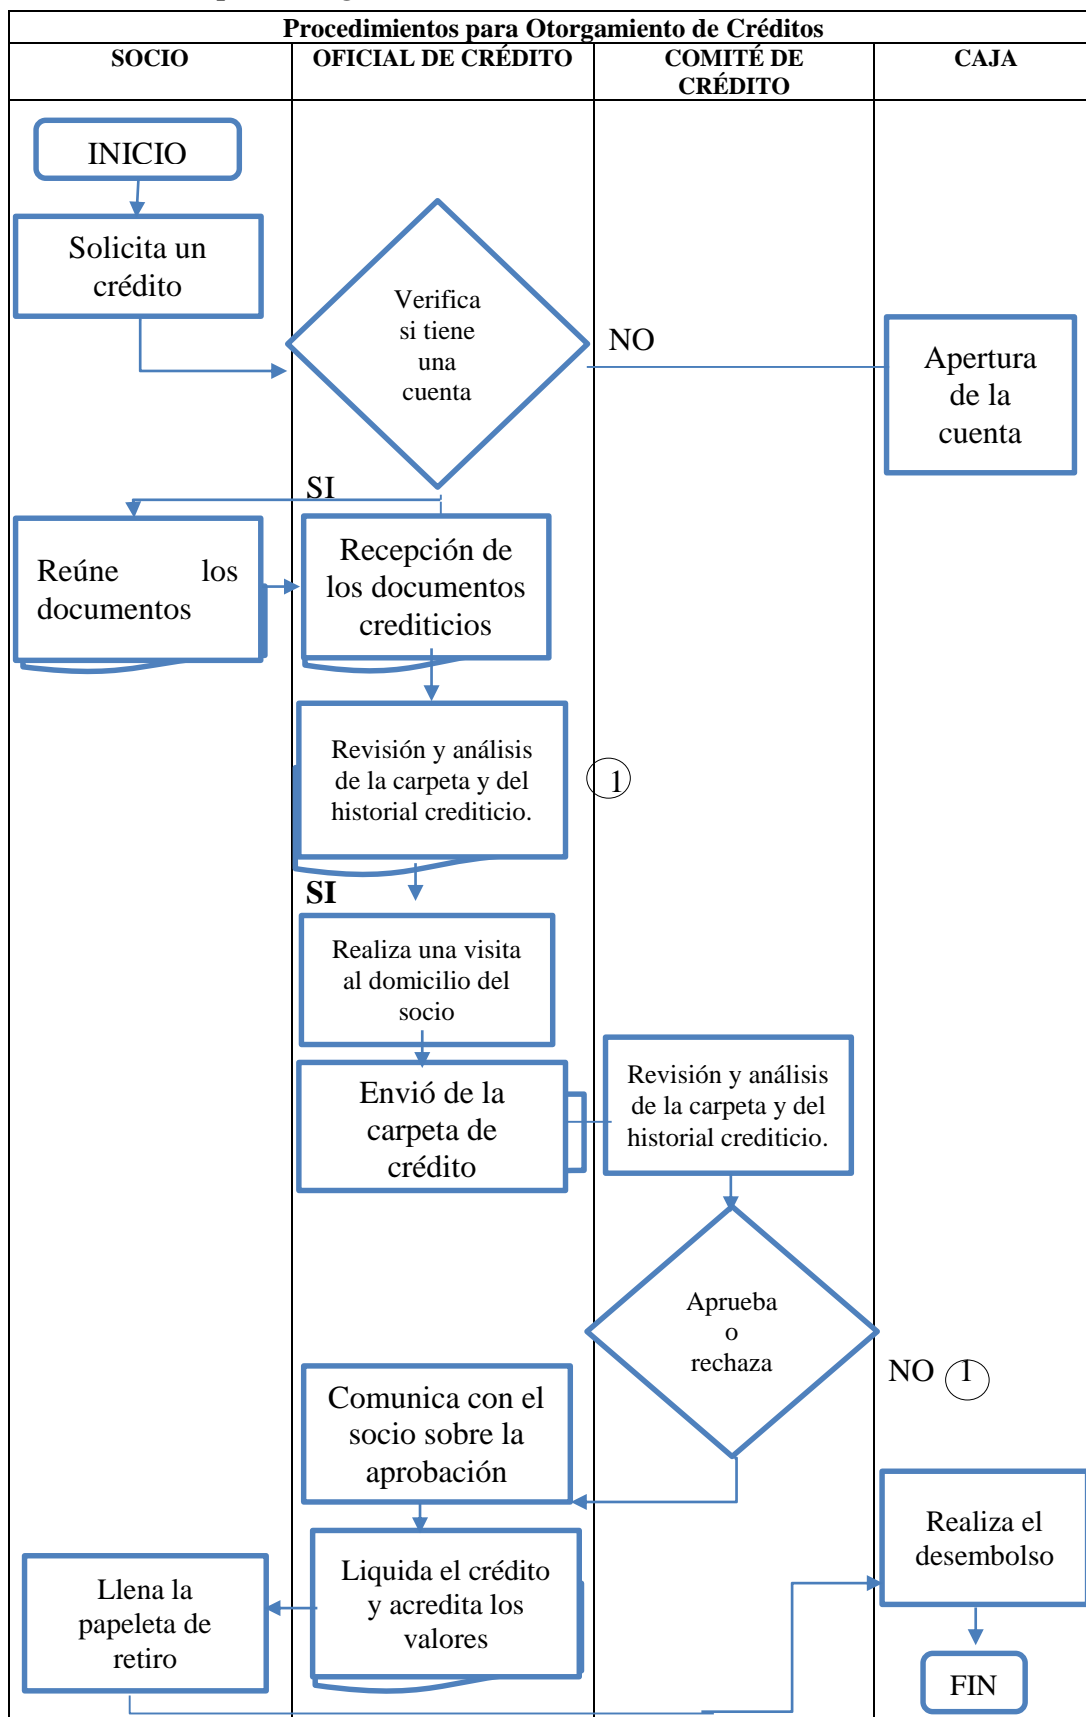 Procedimientos para Otorgamiento de Créditos
SOCIO
OFICIAL DE CRÉDITO
COMITÉ DE
CRÉDITO
CAJA
INICIO
Solicita un
crédito
Verifica
si tiene
una
cuenta
NO
Apertura
de la
cuenta
SI
Reúne los
documentos
Recepción de
los documentos
crediticios
Revisión y análisis
de la carpeta y del
historial crediticio.
1
SI
Realiza una visita
al domicilio del
socio
Envió de la
carpeta de
crédito
Revisión y análisis
de la carpeta y del
historial crediticio.
Aprueba
o
rechaza
NO 1
Comunica con el
socio sobre la
aprobación
Liquida el crédito
y acredita los
valores
Llena la
papeleta de
retiro
Realiza el
desembolso
FIN